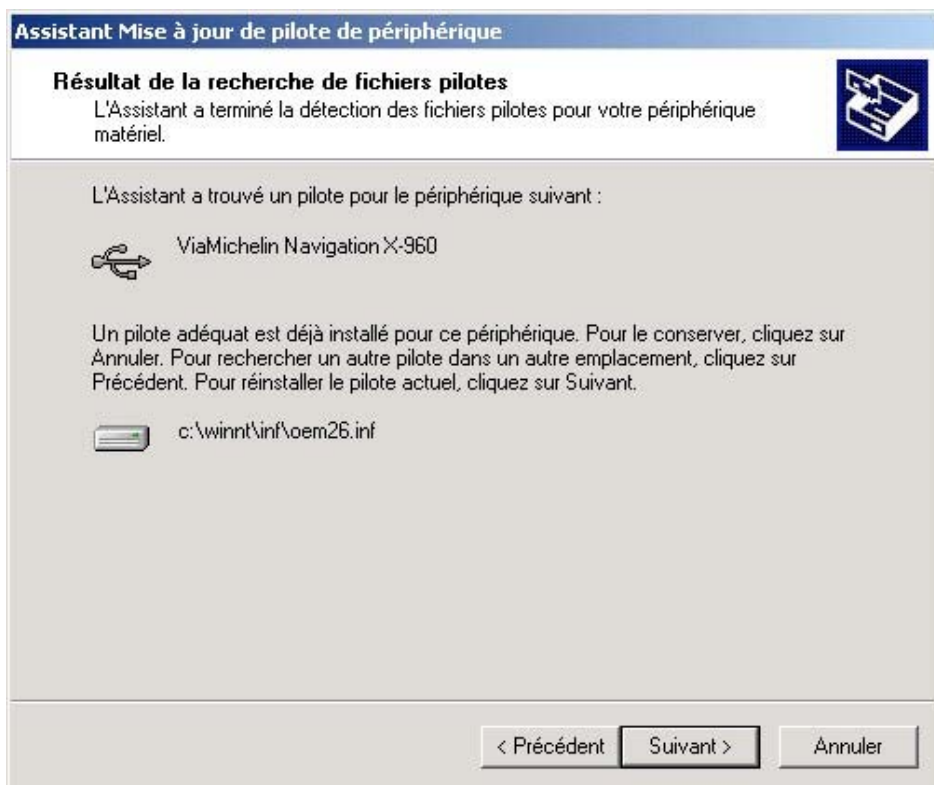 Assistant Mise à jour de pilote de périphérique
Résultat de la recherche de fichiers pilotes
L'Assistant a terminé la détection des fichiers pilotes pour votre périphérique
matériel.
L'Assistant a trouvé un pilote pour le périphérique suivant :
ViaMichelin Navigation X-960
Un pilote adéquat est déjà installé pour ce périphérique. Pour le conserver, cliquez sur
Annuler. Pour rechercher un autre pilote dans un autre emplacement, cliquez sur
Précédent. Pour réinstaller le pilote actuel, cliquez sur Suivant.
c:\winnt\inf\oem26.inf
< Précédent Suivant > Annuler